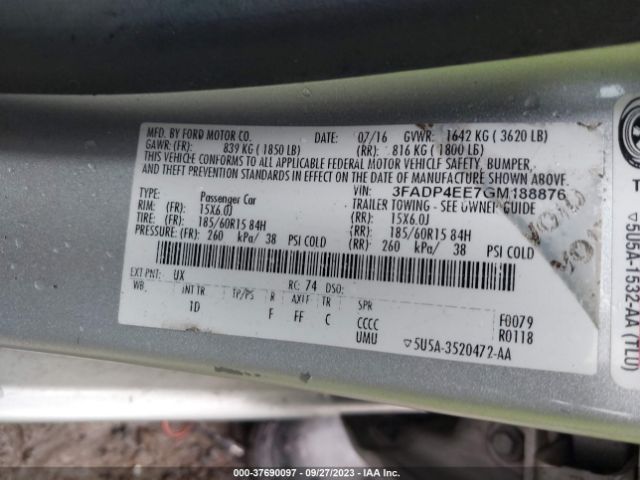 MFD. BY FORD MOTOR CO. DATE: 07/16 GVWR: 1642 KG ( 3620 LB)
GAWR: (FR): 839 KG ( 1850 LB) (RR): 816 KG ( 1800 LB)
THIS VEHICLE CONFORMS TO ALL APPLICABLE FEDERAL MOTOR VEHICLE SAFETY, BUMPER,
AND THEFT PREVENTION STANDARDS IN EFFECT ON THE DATE OF MANUFACTURE SHOWN ABOVE.
VIN: 3FADP4EE7GM188876
TYPE: Passenger Car TRAILER TOWING - SEE OWNER GUIDE
RIM: (FR): 15X6.0J (RR): 15X6.0J
TIRE: (FR): 185/60R15 84H (RR): 185/60R15 84H
PRESSURE: (FR): 260 kPa/ 38 PSI COLD (RR): 260 kPa/ 38 PSI COLD
EXT PNT: UX RC: 74 DSO:
WB INT TR TP/PS R AXLE TR SPR
1D F FF C CCCC F0079
UMU R0118
5U5A-3520472-AA
5U5A-1532-AA (TLU)
000-37690097 - 09/27/2023 - IAA Inc.